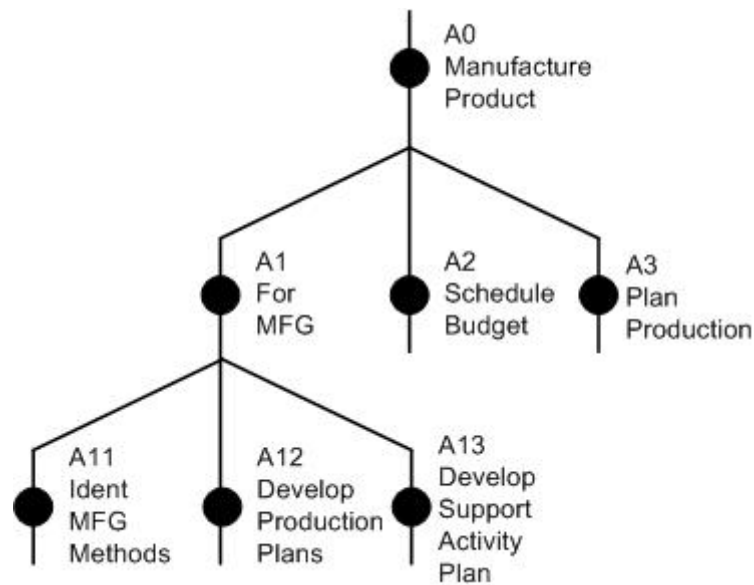 A0
Manufacture
Product
A1
For
MFG
A2
Schedule
Budget
A3
Plan
Production
A11
Ident
MFG
Methods
A12
Develop
Production
Plans
A13
Develop
Support
Activity
Plan